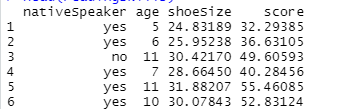 nativeSpeaker age shoeSize score
1 yes 5 24.83189 32.29385
2 yes 6 25.95238 36.63105
3 no 11 30.42170 49.60593
4 yes 7 28.66450 40.28456
5 yes 11 31.88207 55.46085
6 yes 10 30.07843 52.83124